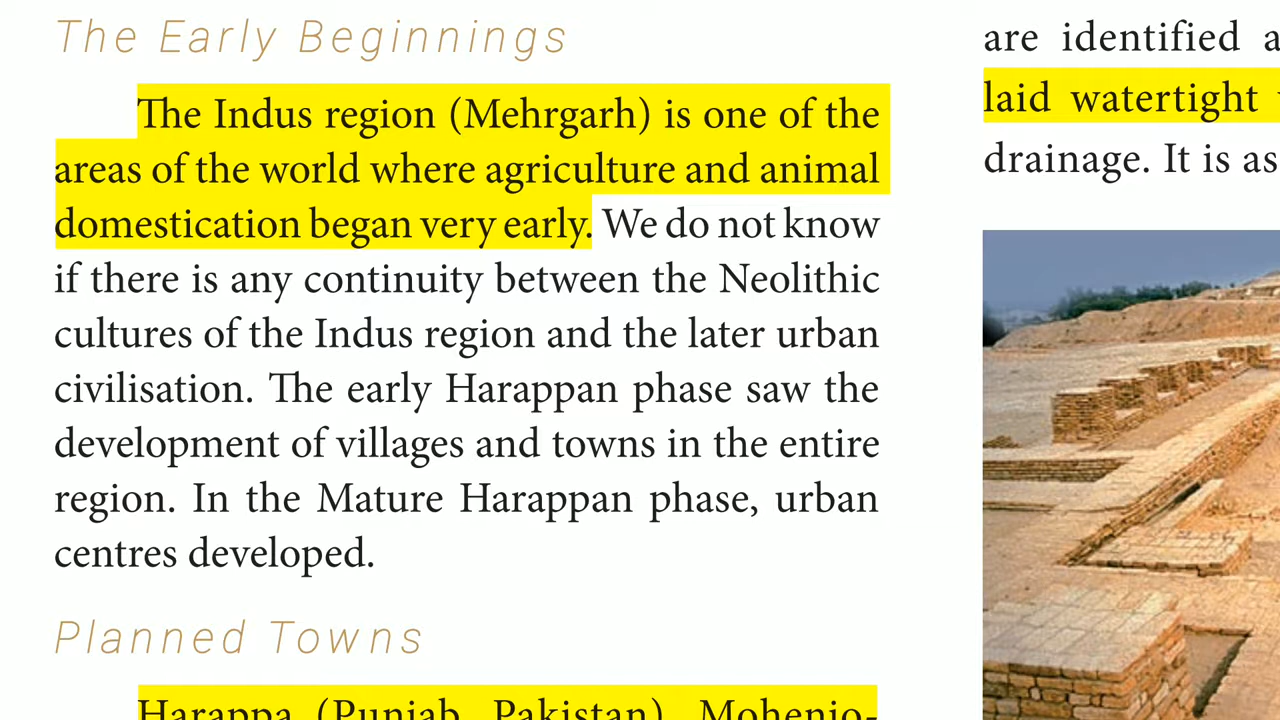 The Early Beginnings
The Indus region (Mehrgarh) is one of the
areas of the world where agriculture and animal
domestication began very early. We do not know
if there is any continuity between the Neolithic
cultures of the Indus region and the later urban
civilisation. The early Harappan phase saw the
development of villages and towns in the entire
region. In the Mature Harappan phase, urban
centres developed.
Planned Towns
Harappa (Punjab, Pakistan), Mohenjo-
are identified
laid watertight
drainage. It is as